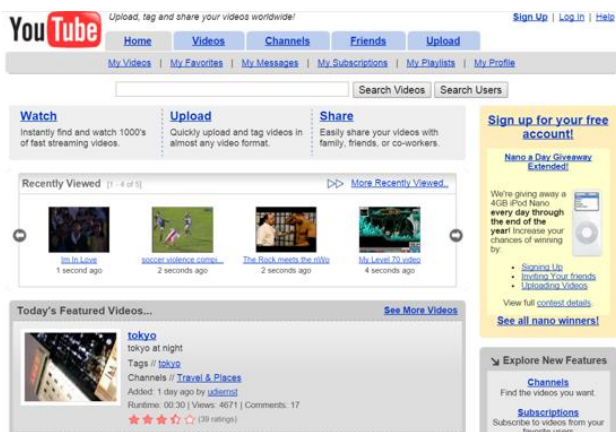 You Tube
Upload, tag and share your videos worldwide!
Sign Up | Log In | Help
Home Videos Channels Friends Upload
My Videos | My Favorites | My Messages | My Subscriptions | My Playlists | My Profile
Search Videos Search Users
Watch
Instantly find and watch 1000's
of fast streaming videos.
Upload
Quickly upload and tag videos in
almost any video format.
Share
Easily share your videos with
family, friends, or co-workers.
Recently Viewed [1 - 4 of 5]
More Recently Viewed..
Im In Love
1 second ago
soccer violence compi...
2 seconds ago
The Rock meets the nWo
2 seconds ago
My Level 70 video
4 seconds ago
Today's Featured Videos...
See More Videos
tokyo
tokyo at night
Tags // tokyo
Channels // Travel & Places
Added: 1 day ago by udiernst
Runtime: 00:30 | Views: 4671 | Comments: 17
(39 ratings)
Sign up for your free
account!
Nano a Day Giveaway
Extended!
We're giving away a
4GB iPod Nano
every day through
the end of the
year! Increase your
chances of winning
by:
• Signing Up
• Inviting Your friends
• Uploading Videos
View full contest details.
See all nano winners!
Explore New Features
Channels
Find the videos you want.
Subscriptions
Subscribe to videos from your
favorite users.